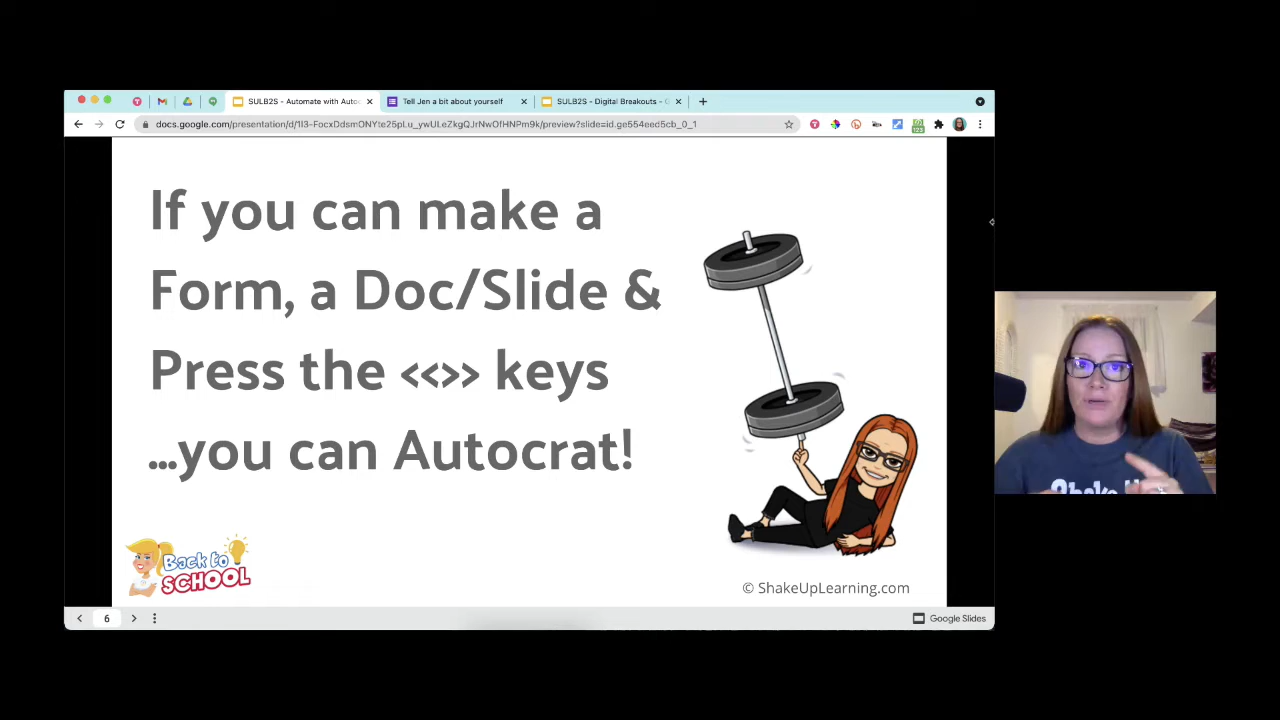 SULB2S - Automate with Autoc
Tell Jen a bit about yourself
SULB2S - Digital Breakouts - G
If you can make a
Form, a Doc/Slide &
Press the <<>> keys
...you can Autocrat!
Back to
SCHOOL
© ShakeUpLearning.com
6
Google Slides